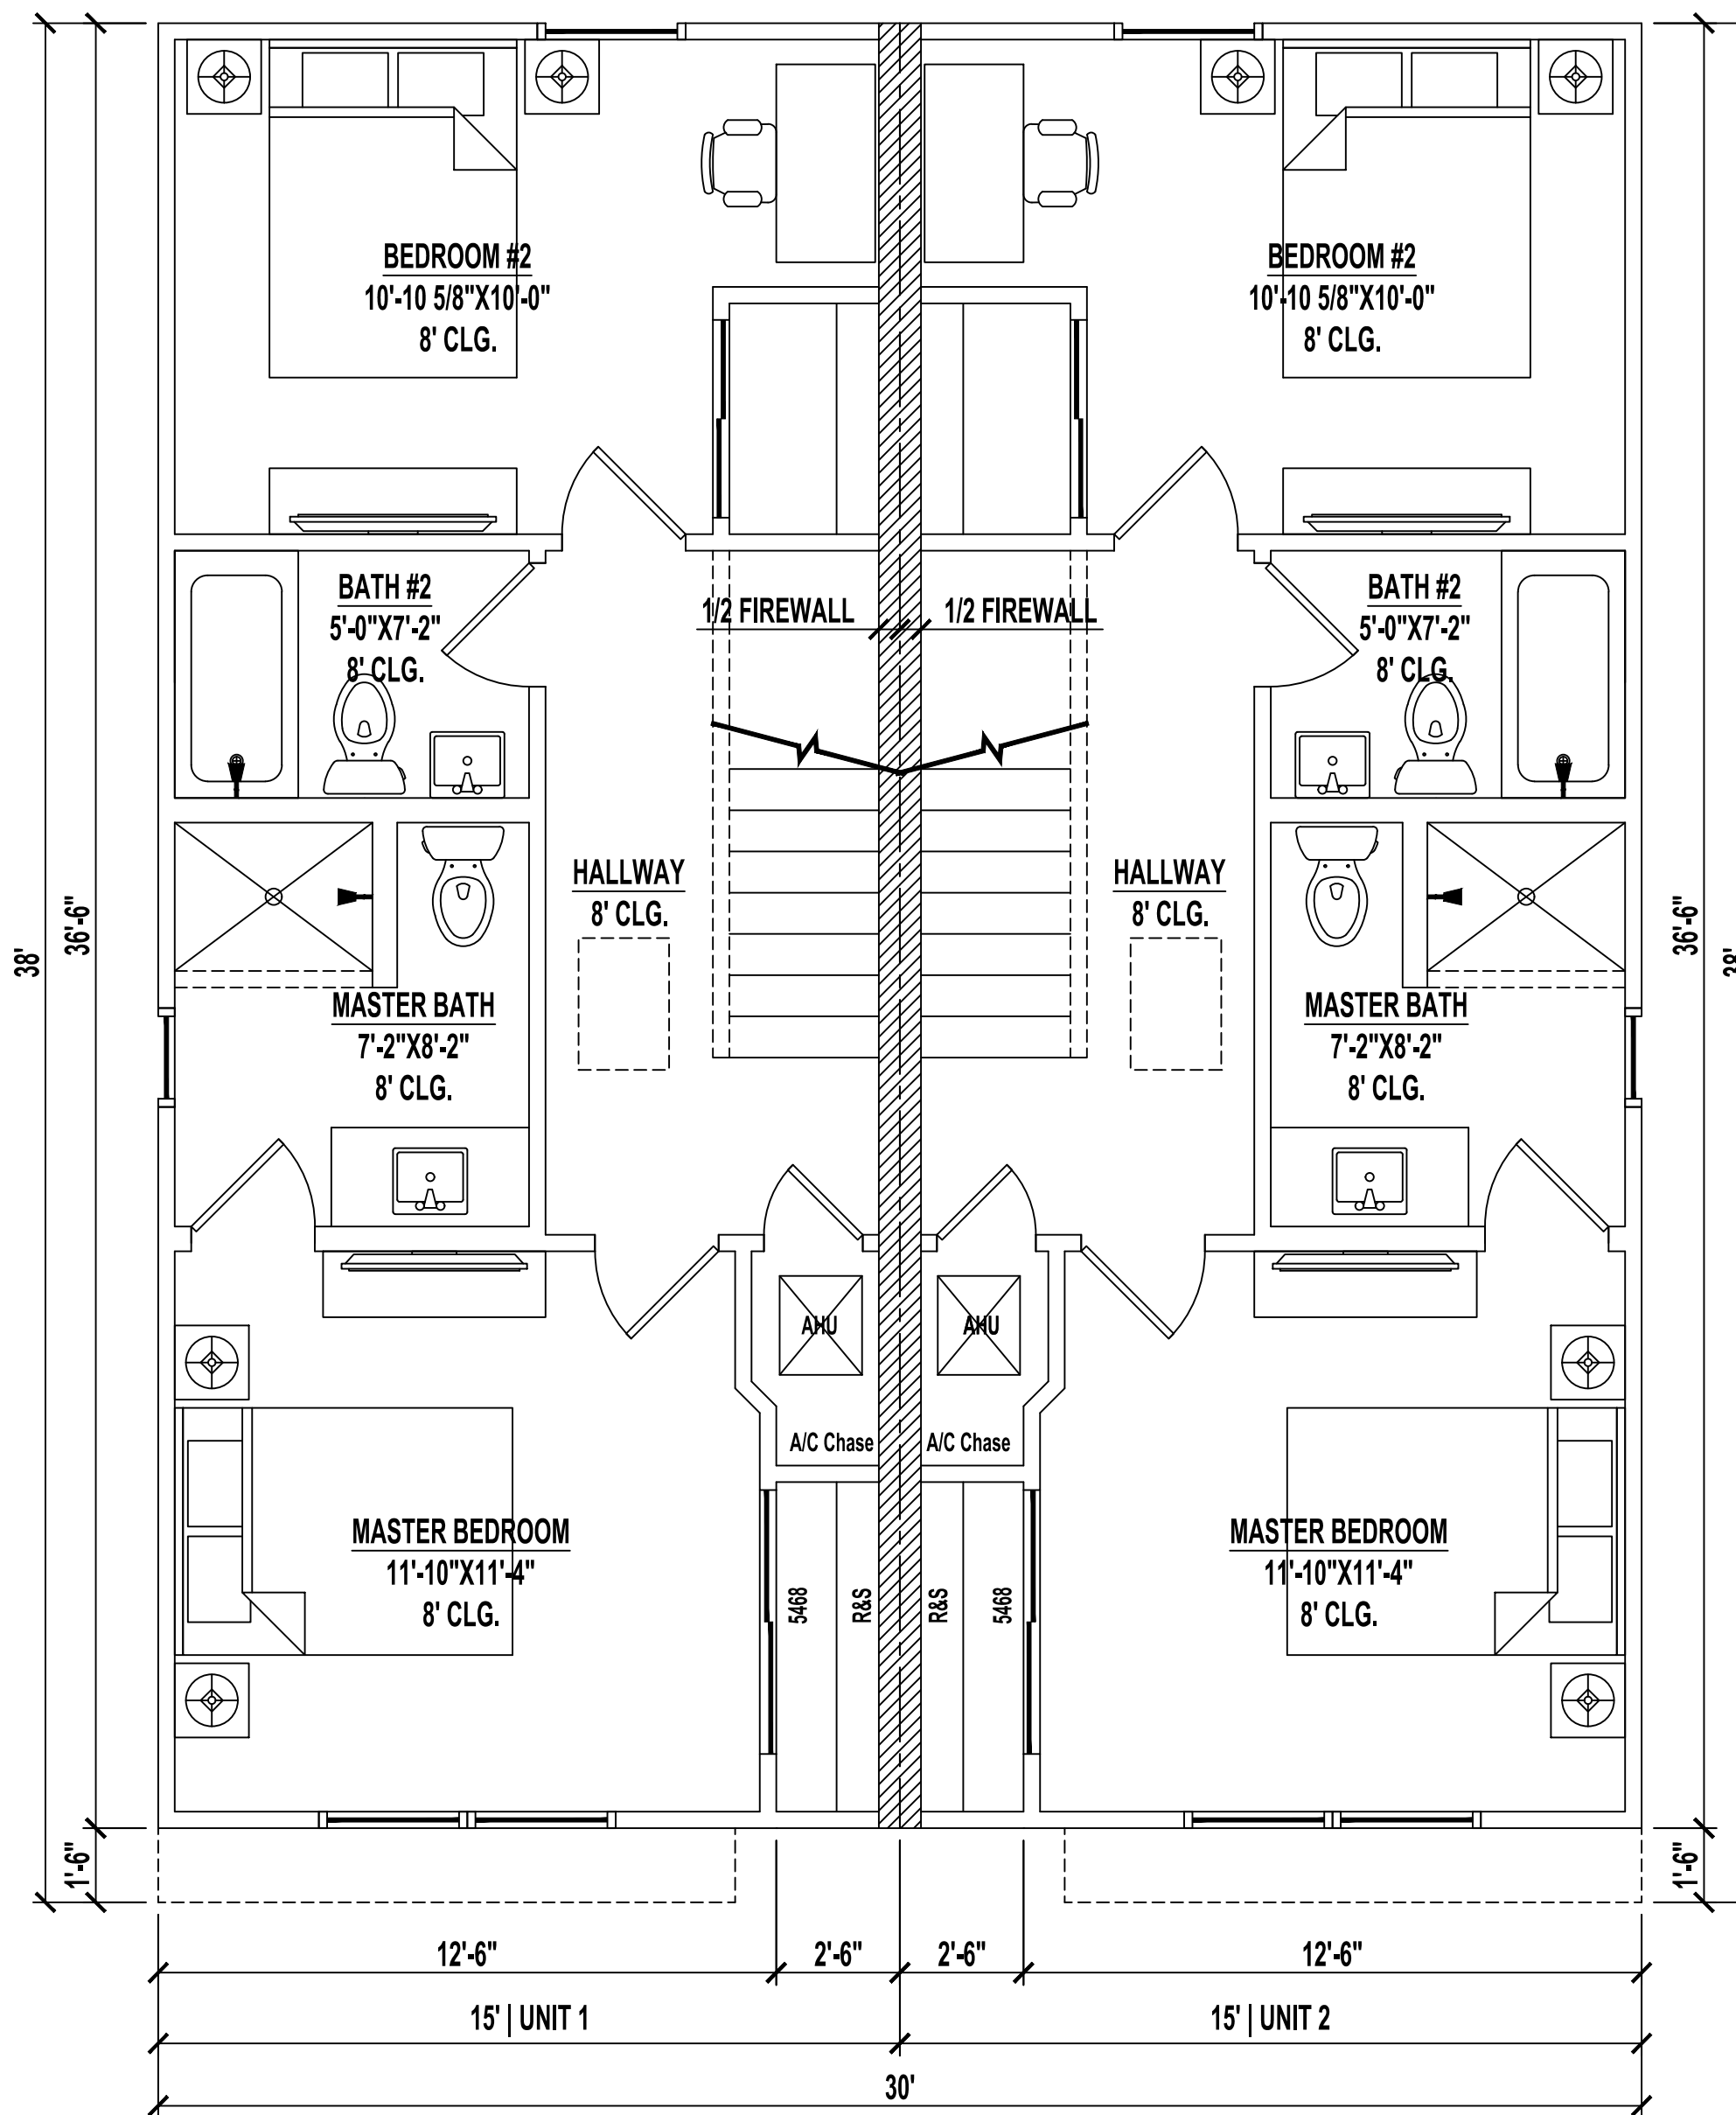 BEDROOM #2
10'-10 5/8"X10'-0"
8' CLG.
BEDROOM #2
10'-10 5/8"X10'-0"
8' CLG.
BATH #2
5'-0"X7'-2"
8' CLG.
1/2 FIREWALL
1/2 FIREWALL
BATH #2
5'-0"X7'-2"
8' CLG.
HALLWAY
8' CLG.
HALLWAY
8' CLG.
38'
36'-6"
36'-6"
38'
MASTER BATH
7'-2"X8'-2"
8' CLG.
MASTER BATH
7'-2"X8'-2"
8' CLG.
AHU
AHU
A/C Chase
A/C Chase
MASTER BEDROOM
11'-10"X11'-4"
8' CLG.
5468
R&S
R&S
5468
MASTER BEDROOM
11'-10"X11'-4"
8' CLG.
1'-6"
1'-6"
12'-6"
2'-6"
2'-6"
12'-6"
15' | UNIT 1
15' | UNIT 2
30'